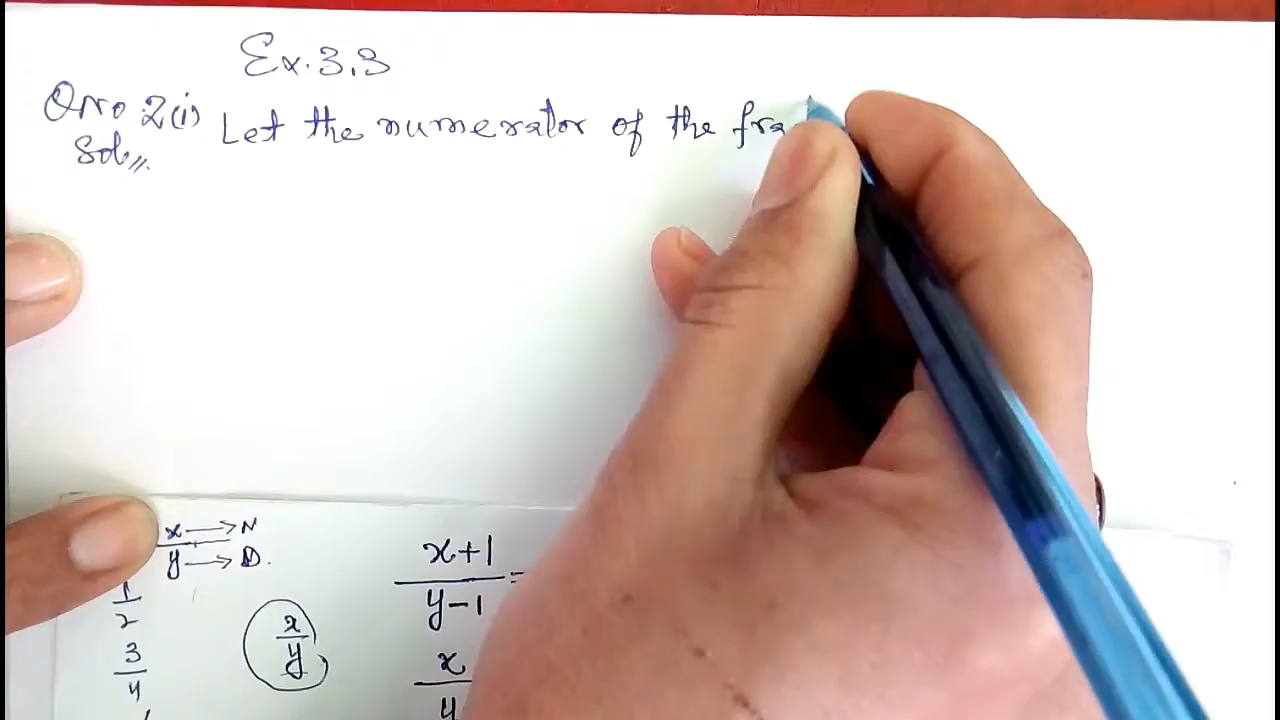 Ex. 3.3
Q No 2(i) Let the numerator of the fra
Sol,,.
x → N
y → D.
1
2
3
4
x
y
x+1
y-1
=
x
y